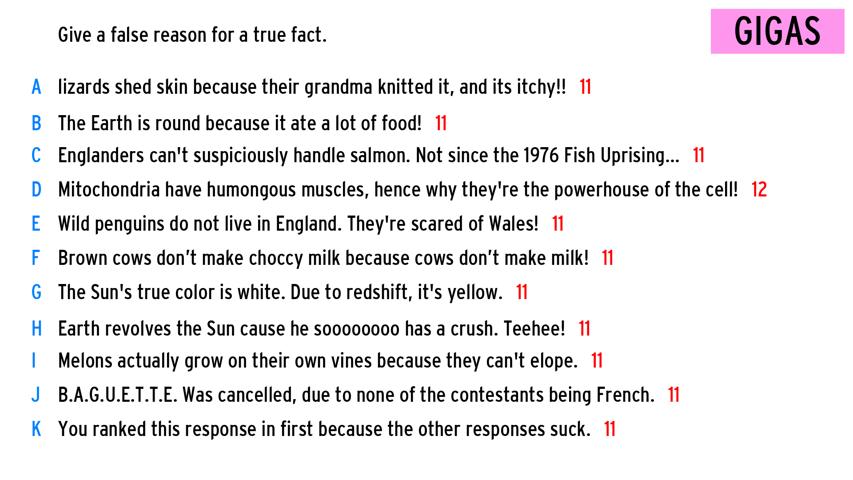 Give a false reason for a true fact.
GIGAS
A lizards shed skin because their grandma knitted it, and its itchy!! 11
B The Earth is round because it ate a lot of food! 11
C Englanders can't suspiciously handle salmon. Not since the 1976 Fish Uprising... 11
D Mitochondria have humongous muscles, hence why they're the powerhouse of the cell! 12
E Wild penguins do not live in England. They're scared of Wales! 11
F Brown cows don’t make choccy milk because cows don’t make milk! 11
G The Sun's true color is white. Due to redshift, it's yellow. 11
H Earth revolves the Sun cause he soooooooo has a crush. Teehee! 11
I Melons actually grow on their own vines because they can't elope. 11
J B.A.G.U.E.T.T.E. Was cancelled, due to none of the contestants being French. 11
K You ranked this response in first because the other responses suck. 11